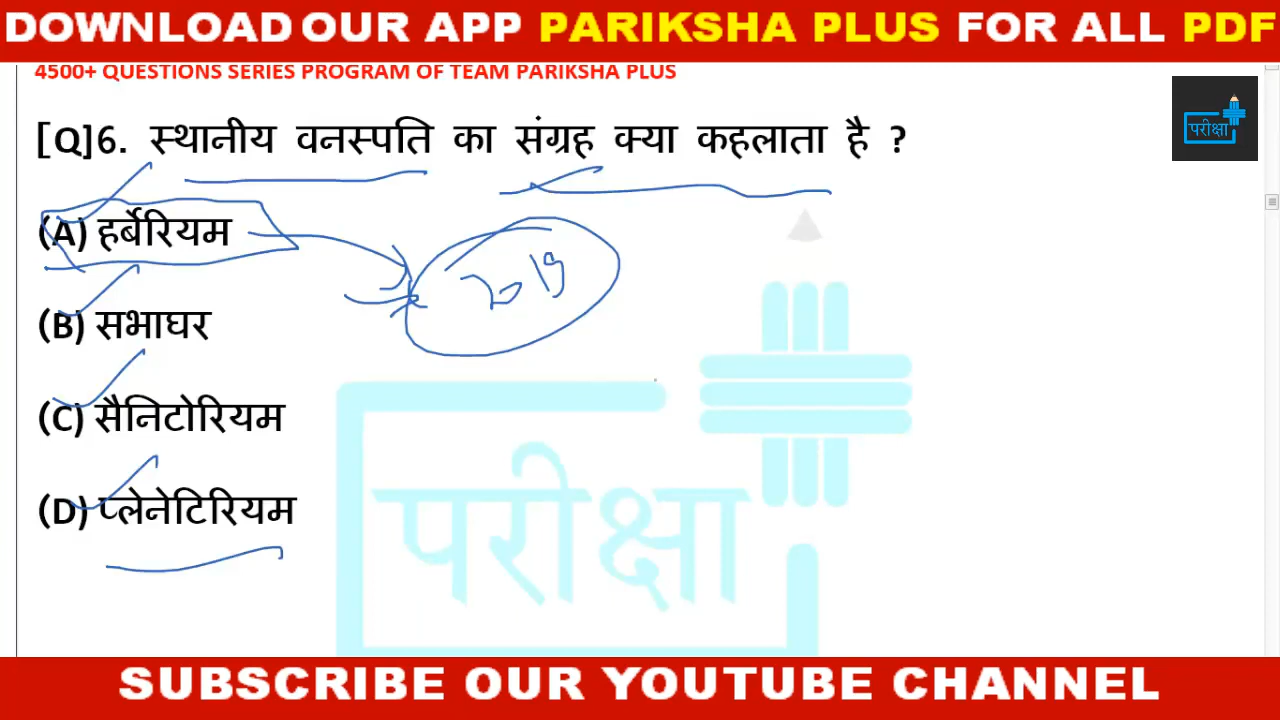 DOWNLOAD OUR APP PARIKSHA PLUS FOR ALL PDF
4500+ QUESTIONS SERIES PROGRAM OF TEAM PARIKSHA PLUS
परीक्षा
[Q]6. स्थानीय वनस्पति का संग्रह क्या कहलाता है ?
(A) हर्बेरियम
2019
(B) सभाघर
(C) सैनिटोरियम
(D) प्लेनेटिरियम
परीक्षा
SUBSCRIBE OUR YOUTUBE CHANNEL